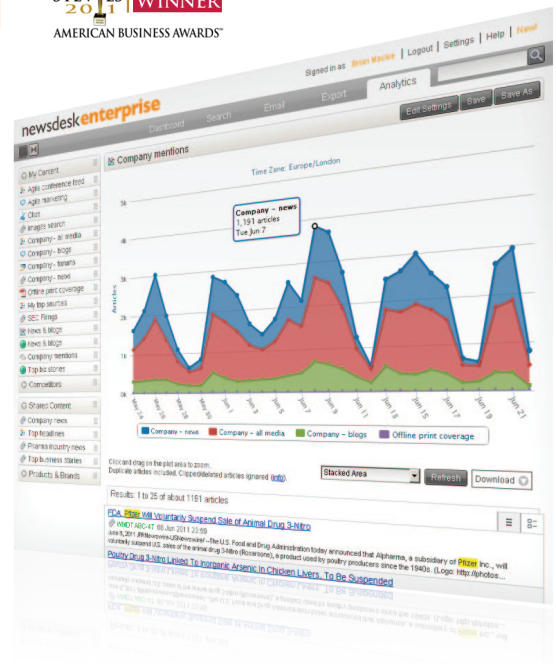 2011 WINNER
AMERICAN BUSINESS AWARDS™
Signed in as Brian Mackie | Logout | Settings | Help | New!
newsdesk enterprise
Dashboard Search Email Export Analytics
Edit Settings Save Save As
My Content
Agile conference feed
Agile marketing
Images search
Company - all media
Company - blogs
Company - forums
Company - news
Offline print coverage
My top sources
SEC Filings
News & blogs
News & blogs
Company mentions
Top biz stories
Competitors
Shares Content
Company news
Top headlines
Pharma industry news
Top business stories
Products & Brands
Company mentions
Time Zone: Europe/London
Company - news
1,191 articles
Tue Jun 7
Articles
5k
4k
3k
2k
1k
0k
May 24
May 26
May 28
May 30
Jun 1
Jun 3
Jun 5
Jun 7
Jun 9
Jun 11
Jun 13
Jun 15
Jun 17
Jun 19
Jun 21
Company - news Company - all media Company - blogs Offline print coverage
Click and drag on the plot area to zoom.
Duplicate articles included. Clipped/deleted articles ignored (info).
Stacked Area Refresh Download
Results: 1 to 25 of about 1191 articles
FDA, Pfizer Will Voluntarily Suspend Sale of Animal Drug 3-Nitro
WMDT ABC-47 08 Jun 2011 23:59
June 8, 2011 /PRNewswire-USNewswire/ -- The U.S. Food and Drug Administration today announced that Alpharma, a subsidiary of Pfizer Inc., will
voluntarily suspend U.S. sales of the animal drug 3-Nitro (Roxarsone), a product used by poultry producers since the 1940s. (Logo: http://photos...
Poultry Drug 3-Nitro Linked To Inorganic Arsenic In Chicken Livers, To Be Suspended